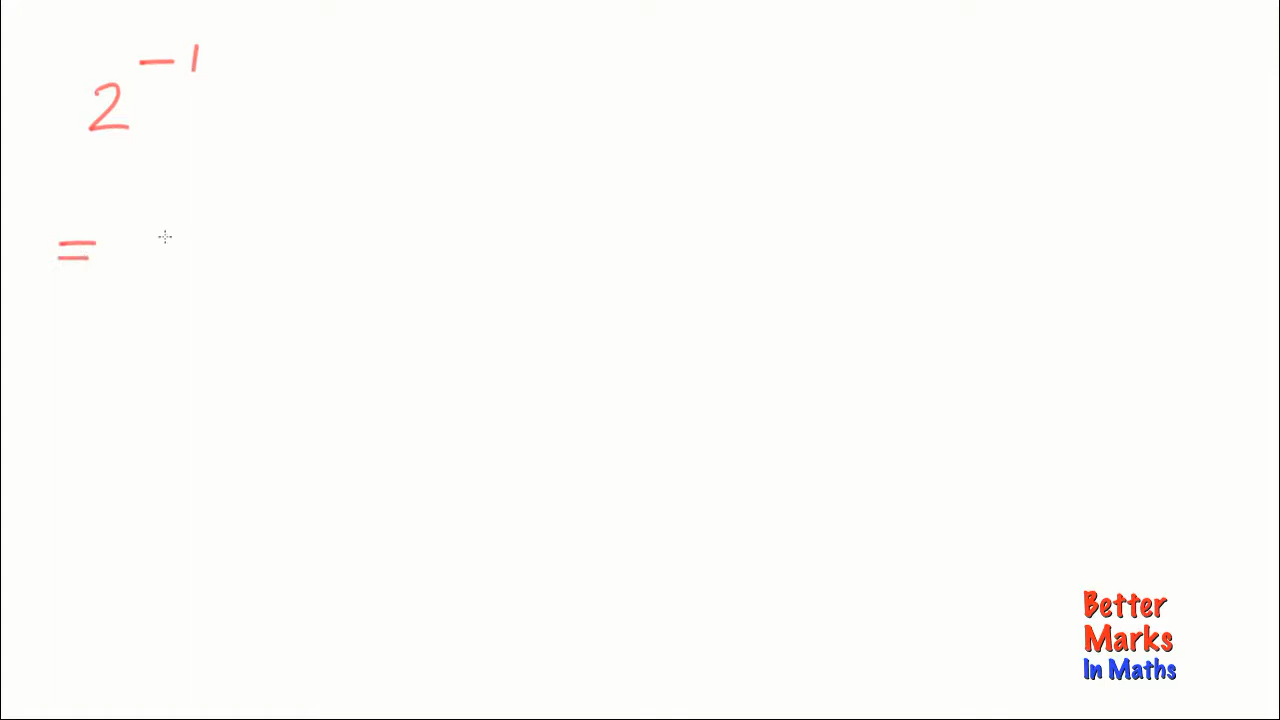 2⁻¹
=
Better
Marks
In Maths